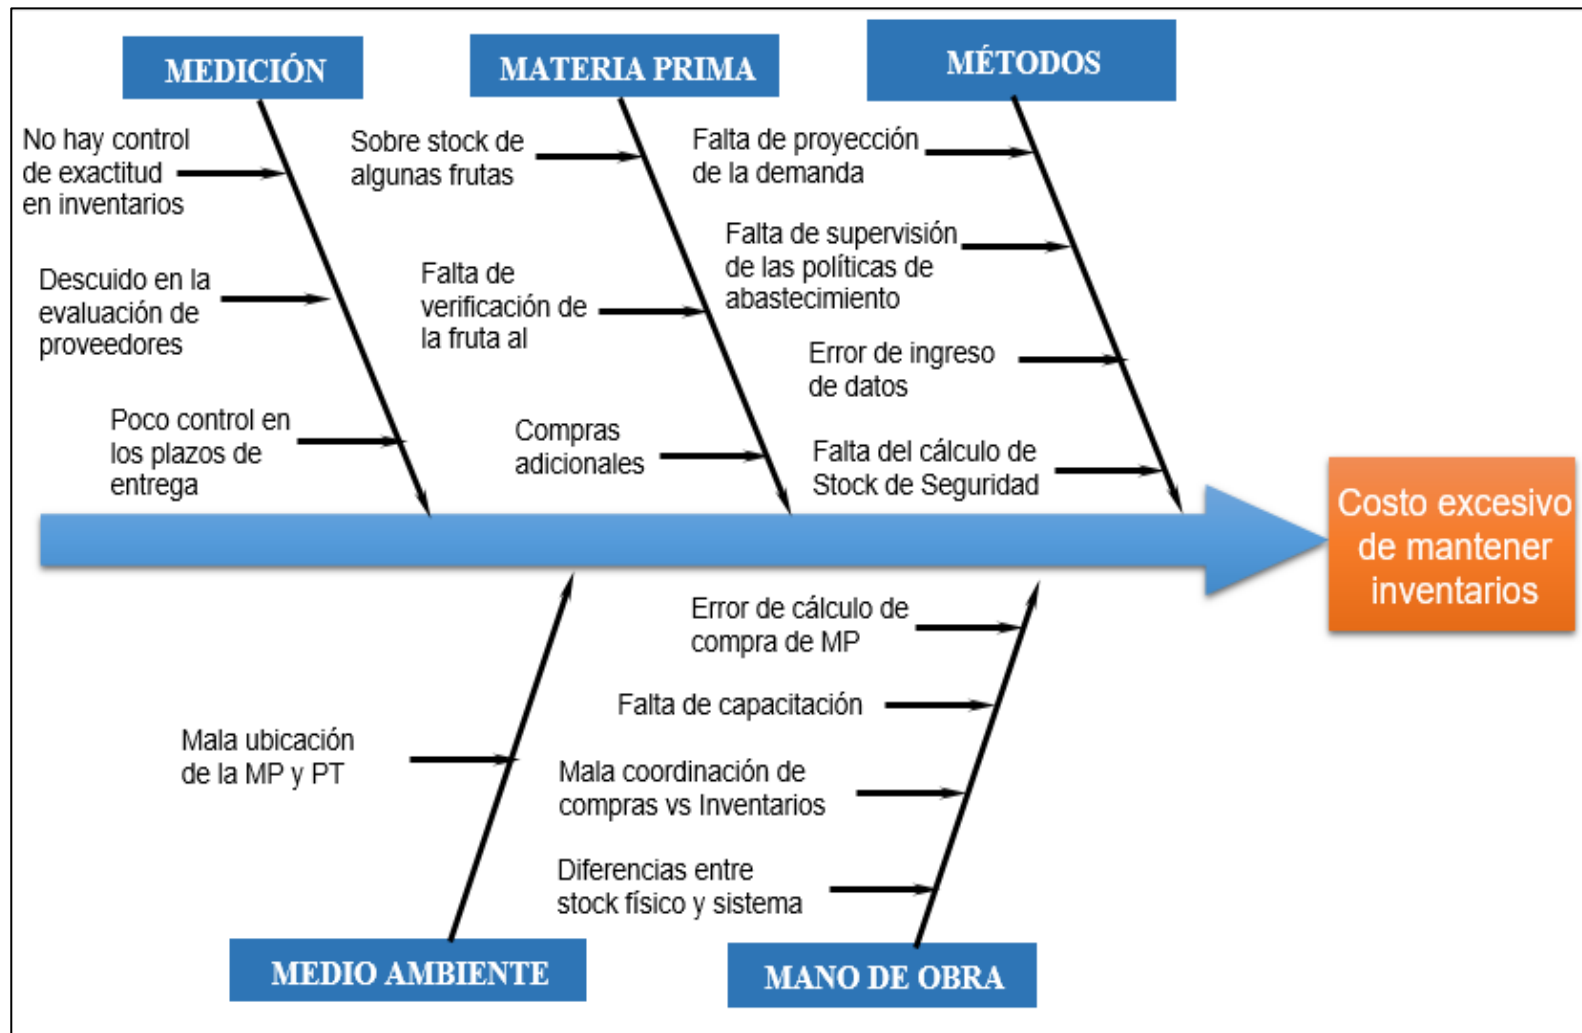 MEDICIÓN
No hay control
de exactitud
en inventarios
Descuido en la
evaluación de
proveedores
Poco control en
los plazos de
entrega
MATERIA PRIMA
Sobre stock de
algunas frutas
Falta de
verificación de
la fruta al
Compras
adicionales
MÉTODOS
Falta de proyección
de la demanda
Falta de supervisión
de las políticas de
abastecimiento
Error de ingreso
de datos
Falta del cálculo de
Stock de Seguridad
Costo excesivo
de mantener
inventarios
Mala ubicación
de la MP y PT
MEDIO AMBIENTE
Error de cálculo de
compra de MP
Falta de capacitación
Mala coordinación de
compras vs Inventarios
Diferencias entre
stock físico y sistema
MANO DE OBRA